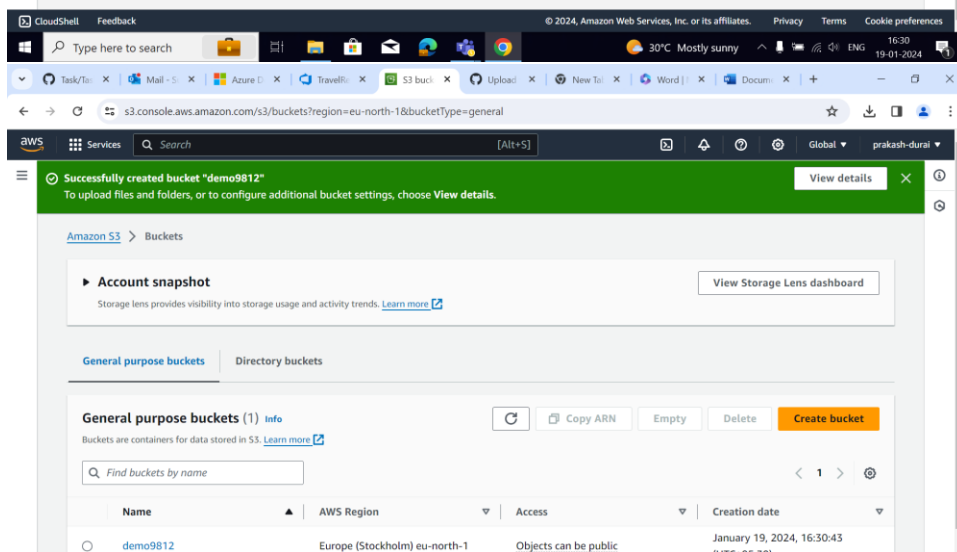 CloudShell Feedback © 2024, Amazon Web Services, Inc. or its affiliates. Privacy Terms Cookie preferences
Type here to search 30°C Mostly sunny ENG 16:30
19-01-2024
Task/Ta Mail - S Azure D TravelR S3 buck Upload New Ta Word | Docum
s3.console.aws.amazon.com/s3/buckets?region=eu-north-1&bucketType=general
aws Services Search [Alt+S] Global prakash-durai
Successfully created bucket "demo9812" View details
To upload files and folders, or to configure additional bucket settings, choose View details.
Amazon S3 > Buckets
Account snapshot View Storage Lens dashboard
Storage lens provides visibility into storage usage and activity trends. Learn more
General purpose buckets Directory buckets
General purpose buckets (1) Info Copy ARN Empty Delete Create bucket
Buckets are containers for data stored in S3. Learn more
Find buckets by name 1
Name AWS Region Access Creation date
demo9812 Europe (Stockholm) eu-north-1 Objects can be public January 19, 2024, 16:30:43